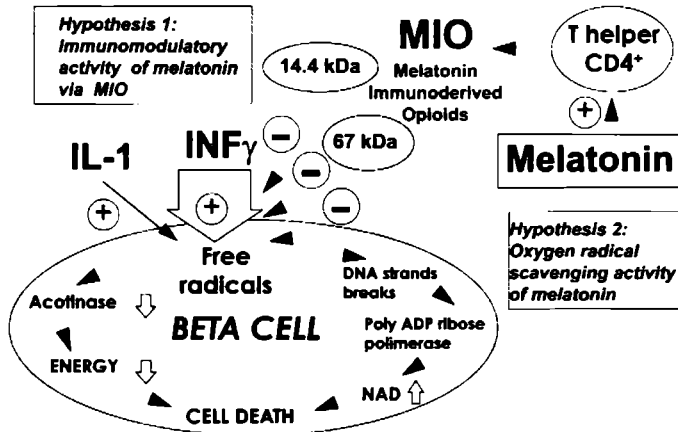 Hypothesis 1:
Immunomodulatory
activity of melatonin
via MIO
14.4 kDa
MIO
Melatonin
Immunoderived
Opioids
T helper
CD4+
+
67 kDa
Melatonin
IL-1
INFγ
−
−
−
+
+
Hypothesis 2:
Oxygen radical
scavenging activity
of melatonin
Free
radicals
DNA strands
breaks
Acotinase
BETA CELL
Poly ADP ribose
polimerase
ENERGY
NAD
CELL DEATH